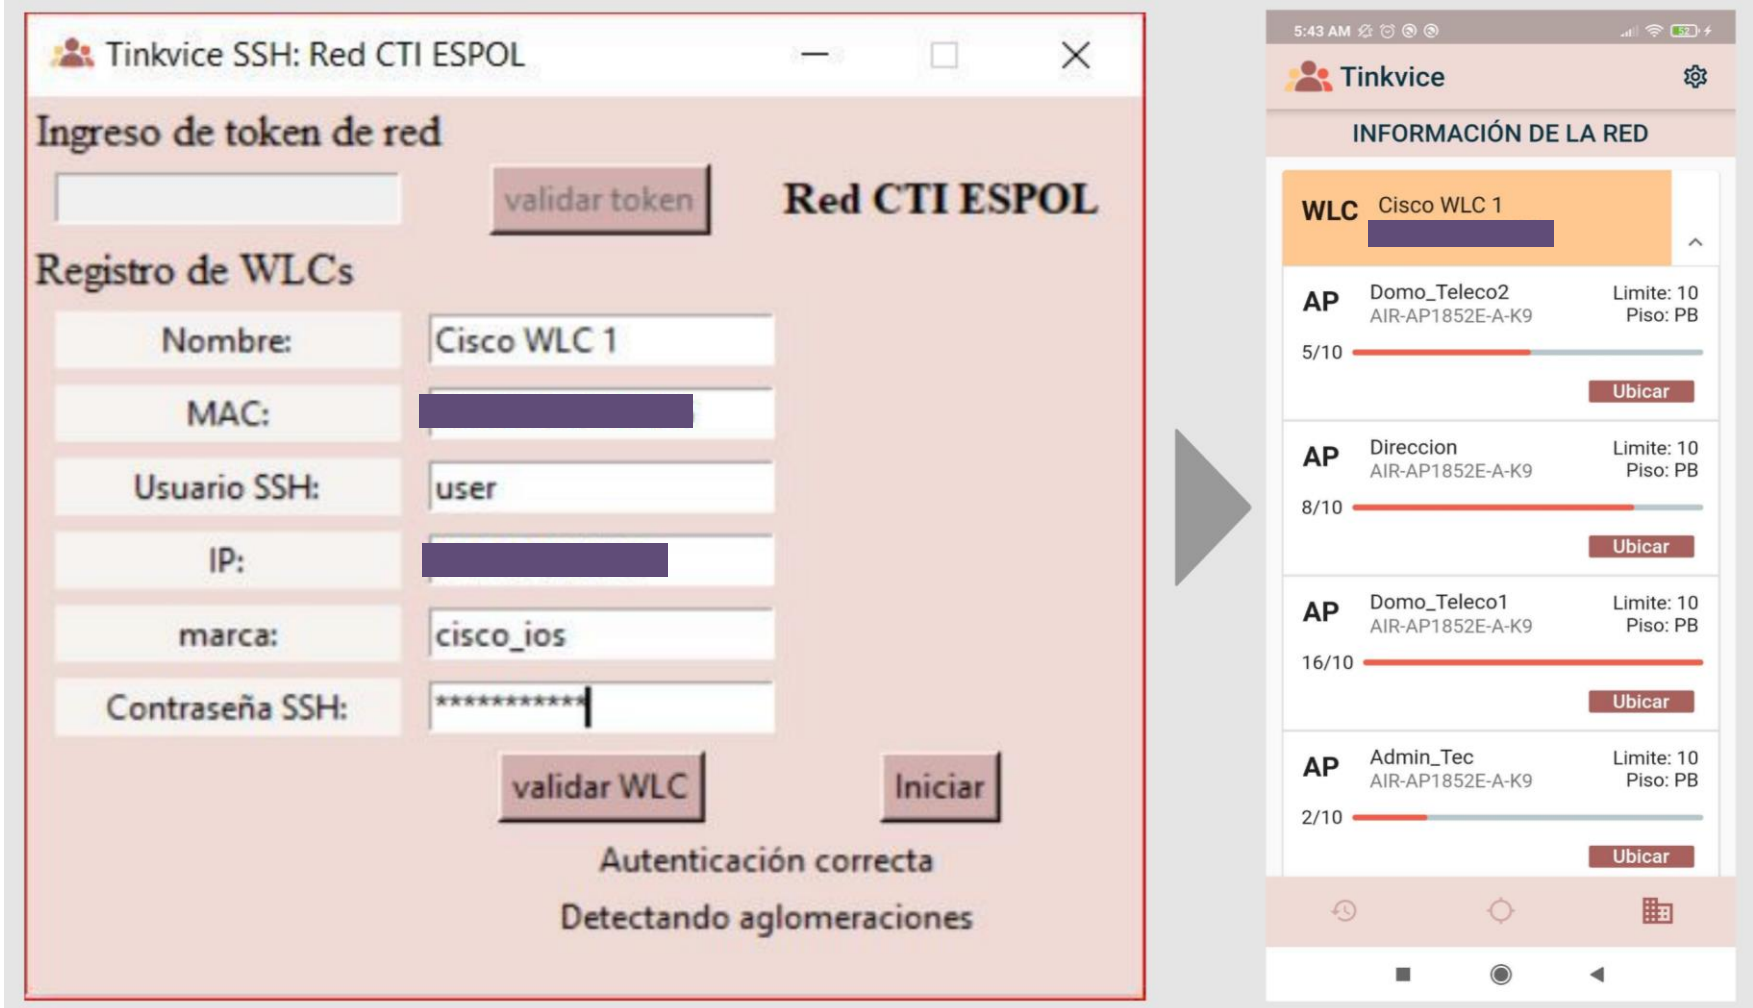 Tinkvice SSH: Red CTI ESPOL
Ingreso de token de red
validar token
Red CTI ESPOL
Registro de WLCs
Nombre: Cisco WLC 1
MAC:
Usuario SSH: user
IP:
marca: cisco_ios
Contraseña SSH: ***********
validar WLC
Iniciar
Autenticación correcta
Detectando aglomeraciones
5:43 AM
52
Tinkvice
INFORMACIÓN DE LA RED
WLC Cisco WLC 1
AP Domo_Teleco2 Limite: 10
AIR-AP1852E-A-K9 Piso: PB
5/10
Ubicar
AP Direccion Limite: 10
AIR-AP1852E-A-K9 Piso: PB
8/10
Ubicar
AP Domo_Teleco1 Limite: 10
AIR-AP1852E-A-K9 Piso: PB
16/10
Ubicar
AP Admin_Tec Limite: 10
AIR-AP1852E-A-K9 Piso: PB
2/10
Ubicar